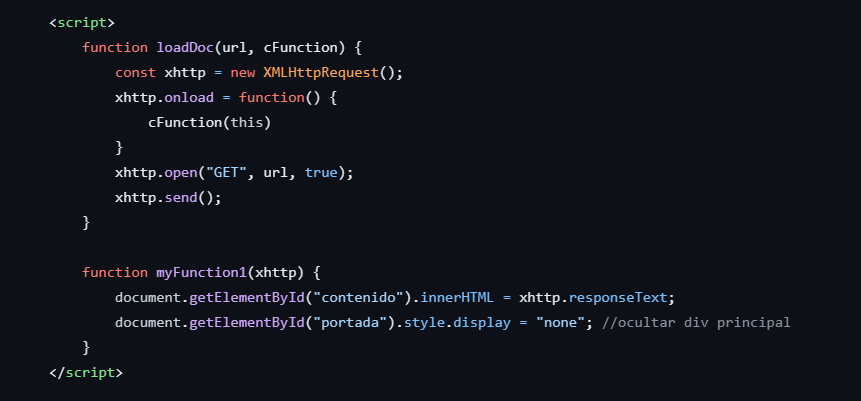 <script>
function loadDoc(url, cFunction) {
const xhttp = new XMLHttpRequest();
xhttp.onload = function() {
cFunction(this)
}
xhttp.open("GET", url, true);
xhttp.send();
}
function myFunction1(xhttp) {
document.getElementById("contenido").innerHTML = xhttp.responseText;
document.getElementById("portada").style.display = "none"; //ocultar div principal
}
</script>